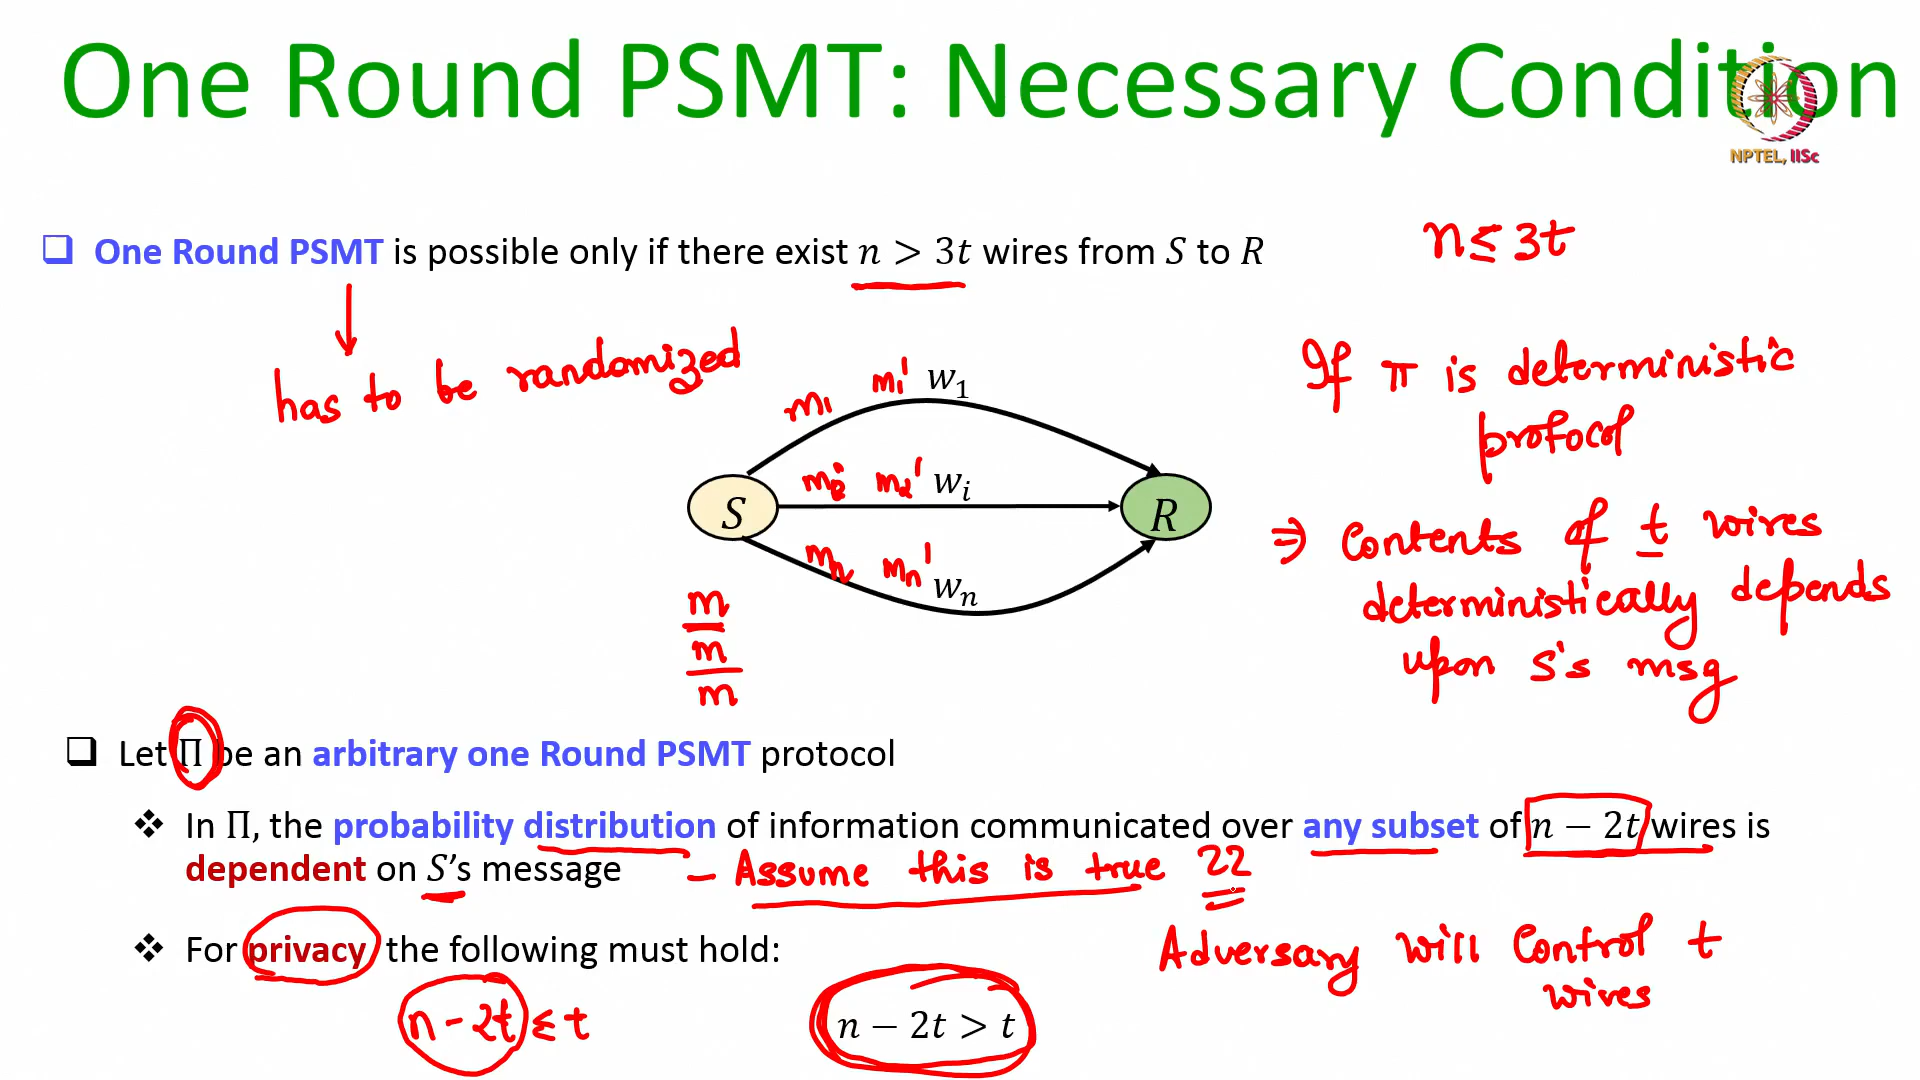 One Round PSMT: Necessary Condition
NPTEL, IISc
❑ One Round PSMT is possible only if there exist n > 3t wires from S to R
n ≤ 3t
has to be randomized
If π is deterministic
protocol
⇒ Contents of t wires
deterministically depends
upon S's msg
m₁ m₁' w₁
m₂' wᵢ
mₙ mₙ' wₙ
S
R
m
m
m
❑ Let Π be an arbitrary one Round PSMT protocol
❖ In Π, the probability distribution of information communicated over any subset of n − 2t wires is
dependent on S's message – Assume this is true 22
❖ For privacy the following must hold:
Adversary will control t
wires
n - 2t ≤ t
n − 2t > t